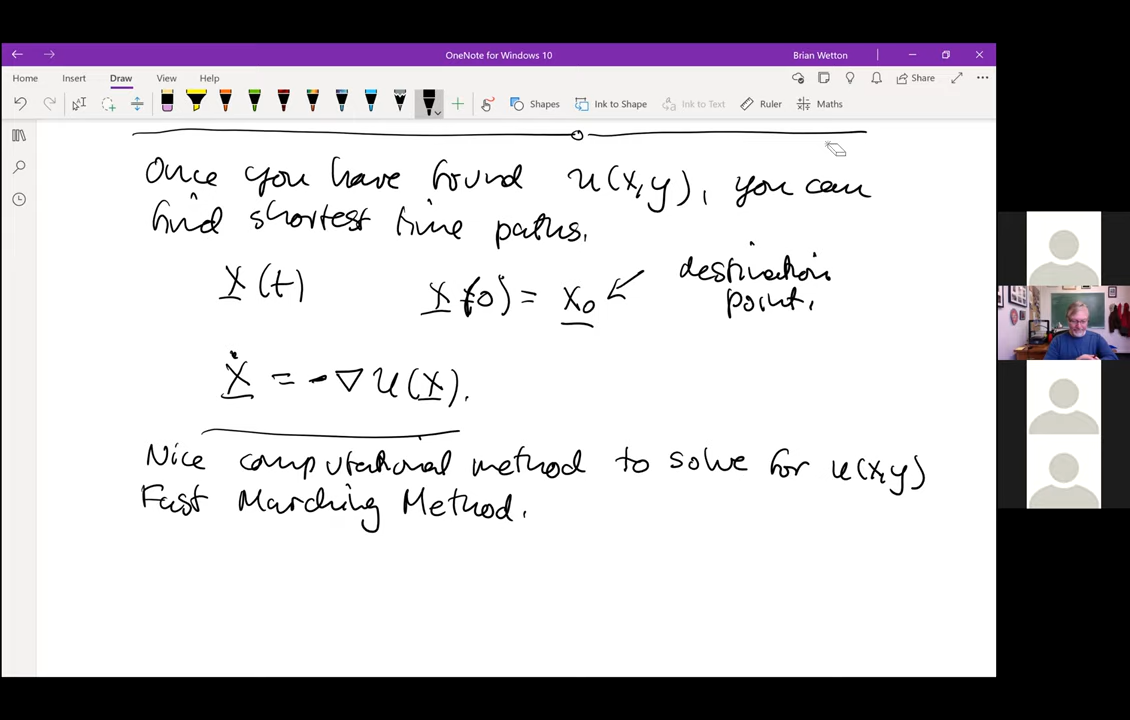 OneNote for Windows 10
Brian Wetton
Home Insert Draw View Help
Share
Shapes Ink to Shape Ink to Text Ruler Maths
Once you have found u(x,y), you can
find shortest time paths.
X(t) X(0) = x₀ destination
point.
Ẋ = -∇u(X).
Nice computational method to solve for u(x,y)
Fast Marching Method.